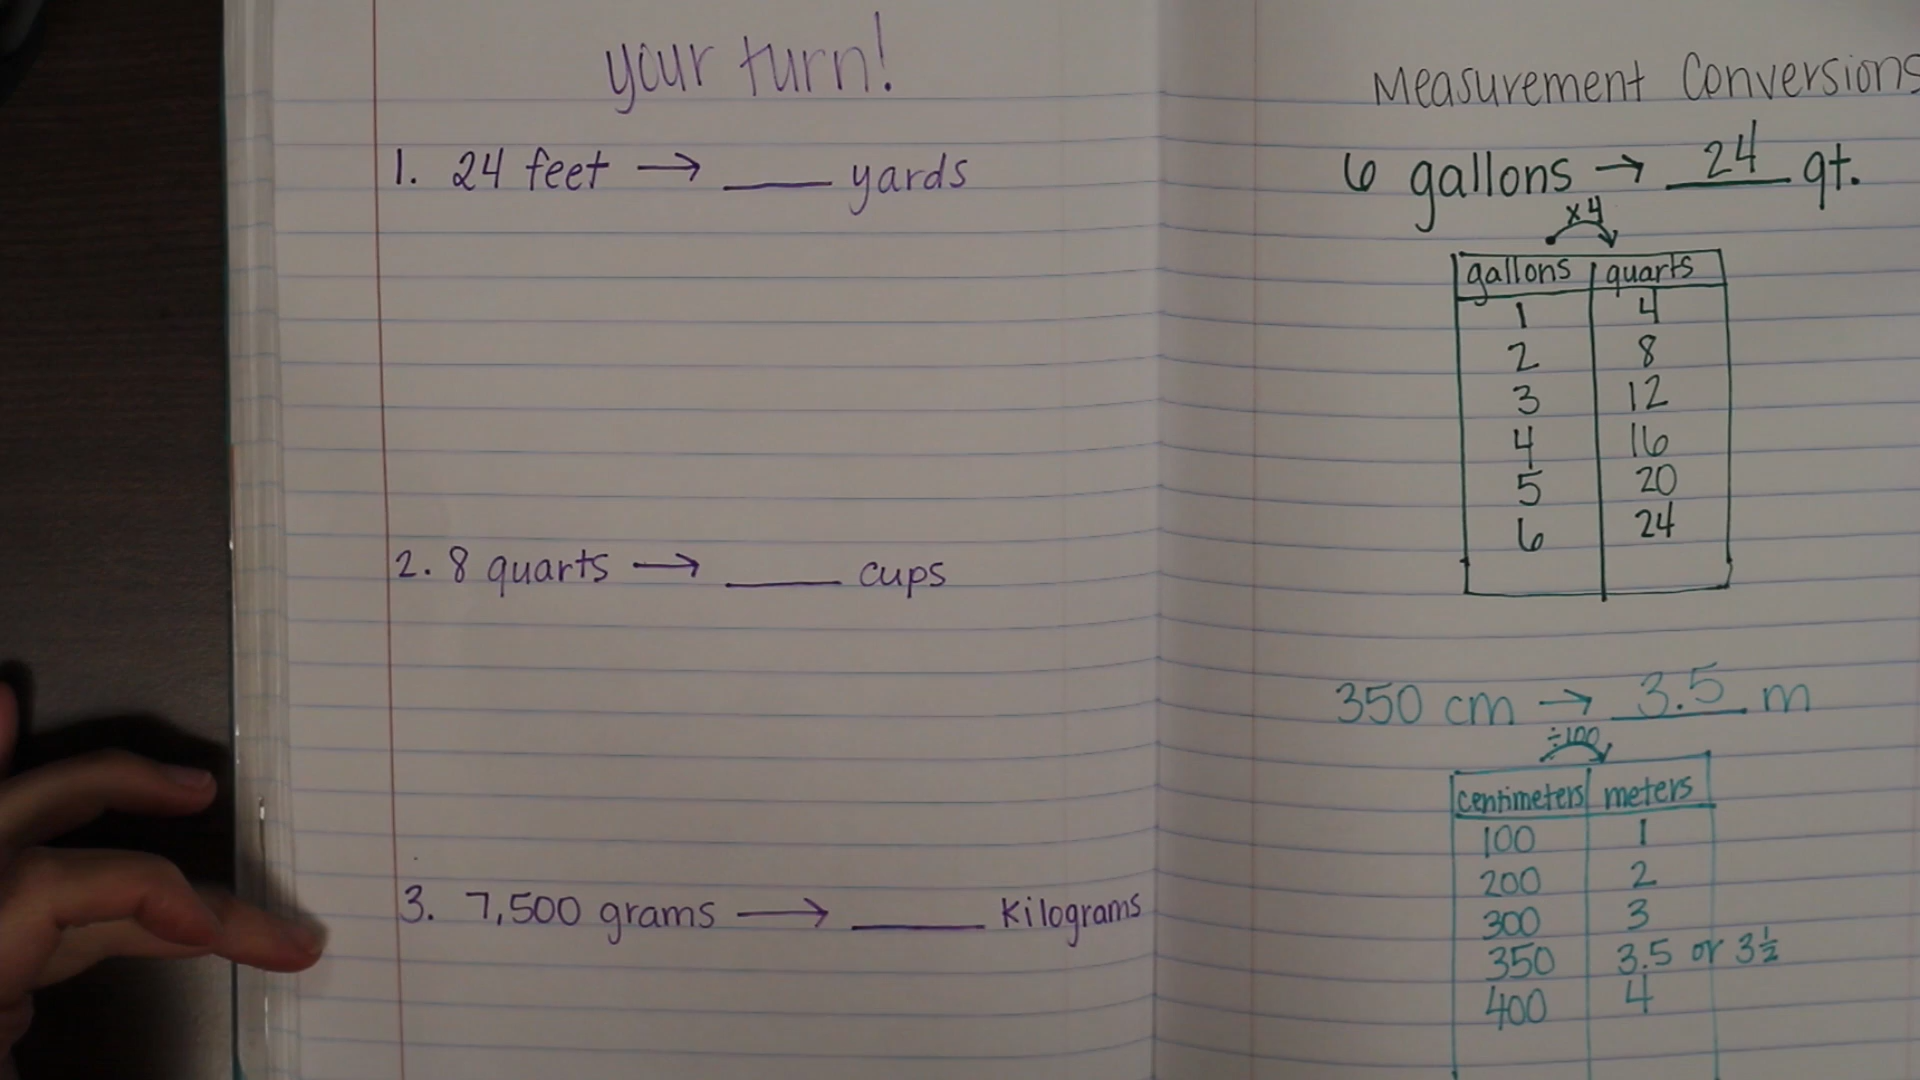 your turn!
1. 24 feet → ____ yards
2. 8 quarts → ____ cups
3. 7,500 grams → ____ Kilograms
Measurement Conversions
6 gallons → 24 qt.
x4
gallons quarts
1 4
2 8
3 12
4 16
5 20
6 24
350 cm → 3.5 m
÷100
centimeters meters
100 1
200 2
300 3
350 3.5 or 3½
400 4